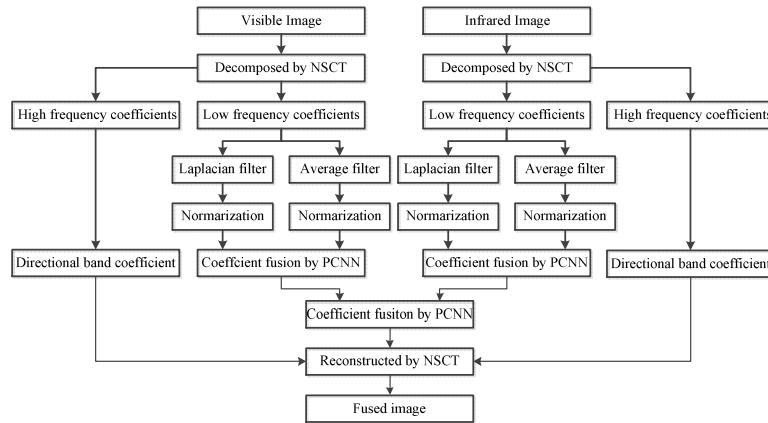 Visible Image
Infrared Image
Decomposed by NSCT
Decomposed by NSCT
High frequency coefficients
Low frequency coefficients
Low frequency coefficients
High frequency coefficients
Laplacian filter
Average filter
Laplacian filter
Average filter
Normarization
Normarization
Normarization
Normarization
Directional band coefficient
Coeffcient fusion by PCNN
Coefficient fusion by PCNN
Directional band coefficient
Coefficient fusiton by PCNN
Reconstructed by NSCT
Fused image